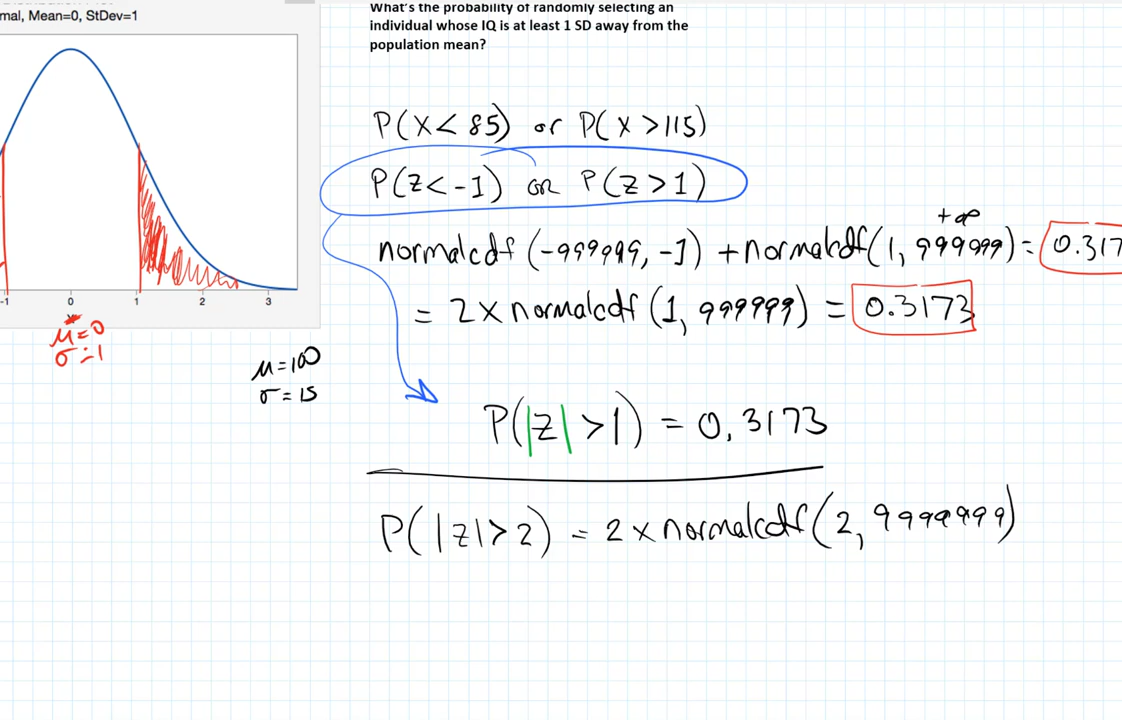 mal, Mean=0, StDev=1
-1 0 1 2 3
μ=0
σ=1
μ=100
σ=15
What's the probability of randomly selecting an
individual whose IQ is at least 1 SD away from the
population mean?
P(X<85) or P(X>115)
P(Z<-1) OR P(Z>1)
+∞
normalcdf(-999999,-1)+normalcdf(1,999999)=0.317
=2×normalcdf(1,999999)=0.3173
P(|Z|>1)=0.3173
P(|Z|>2)=2×normalcdf(2,9999999)